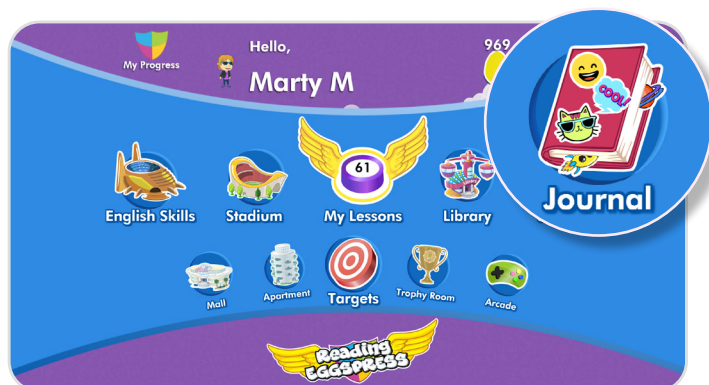 My Progress
Hello,
Marty M
969
COOL!
Journal
English Skills
Stadium
61
My Lessons
Library
Mall
Apartment
Targets
Trophy Room
Arcade
Reading
EGGSPRESS